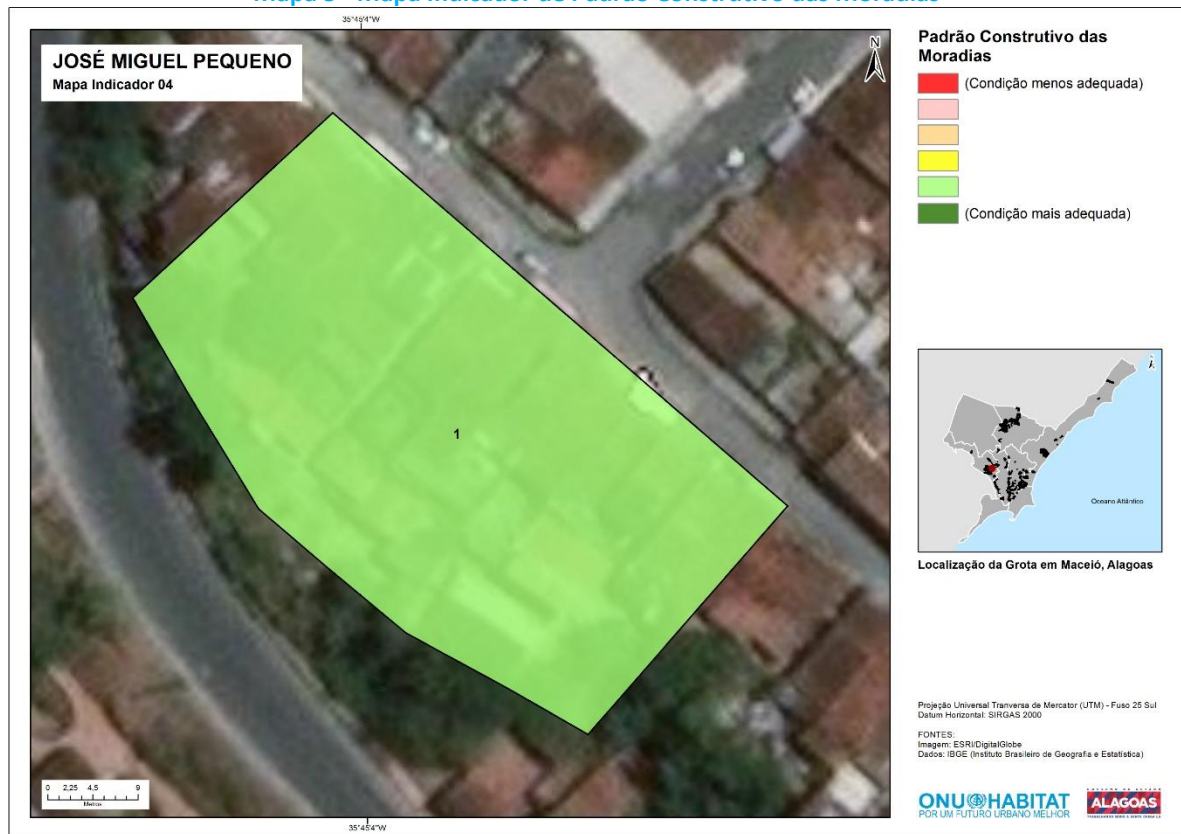 35°45'4"W
JOSÉ MIGUEL PEQUENO
Mapa Indicador 04
N
1
0 2,25 4,5 9
Metros
35°45'4"W
Padrão Construtivo das
Moradias
(Condição menos adequada)
(Condição mais adequada)
Oceano Atlântico
Localização da Grota em Maceió, Alagoas
Projeção Universal Tranversa de Mercator (UTM) - Fuso 25 Sul
Datum Horizontal: SIRGAS 2000
FONTES:
Imagem: ESRI/DigitalGlobe
Dados: IBGE (Instituto Brasileiro de Geografia e Estatística)
ONU HABITAT
POR UM FUTURO URBANO MELHOR
ALAGOAS